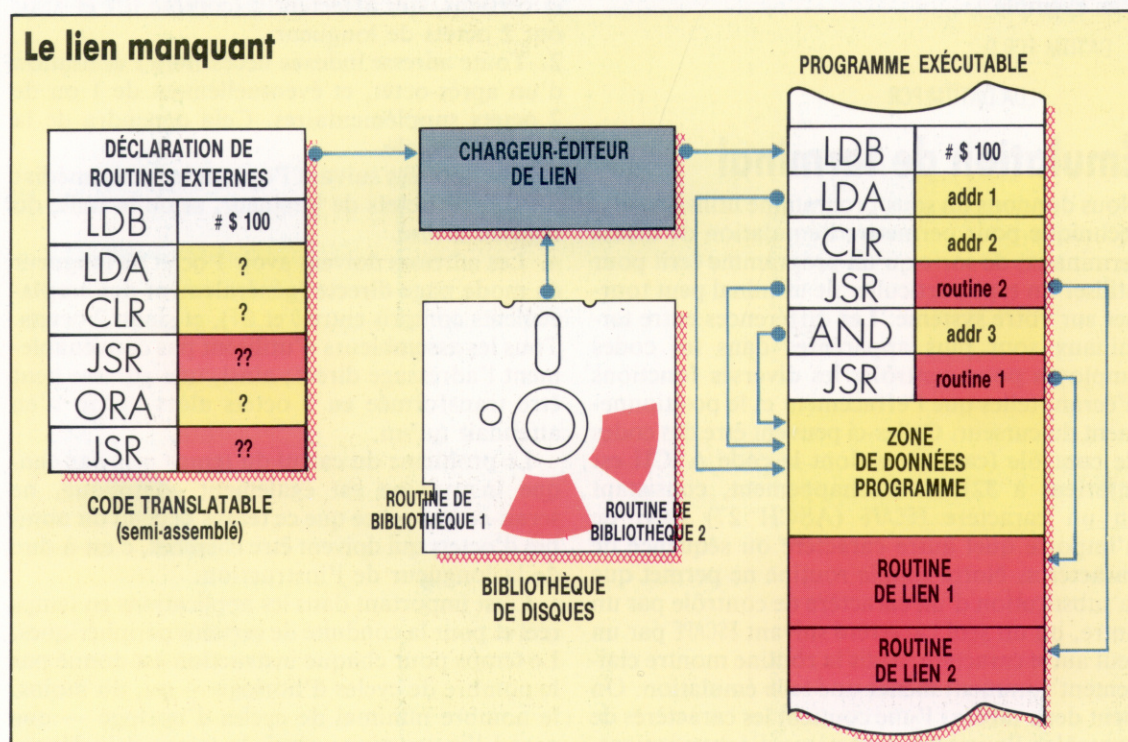 Le lien manquant
DÉCLARATION DE
ROUTINES EXTERNES
LDB # $ 100
LDA ?
CLR ?
JSR ??
ORA ?
JSR ??
CODE TRANSLATABLE
(semi-assemblé)
CHARGEUR-ÉDITEUR
DE LIEN
ROUTINE DE
BIBLIOTHÈQUE 1
ROUTINE DE
BIBLIOTHÈQUE 2
BIBLIOTHÈQUE
DE DISQUES
PROGRAMME EXÉCUTABLE
LDB # $ 100
LDA addr 1
CLR addr 2
JSR routine 2
AND addr 3
JSR routine 1
ZONE
DE DONNÉES
PROGRAMME
ROUTINE
DE LIEN 1
ROUTINE
DE LIEN 2